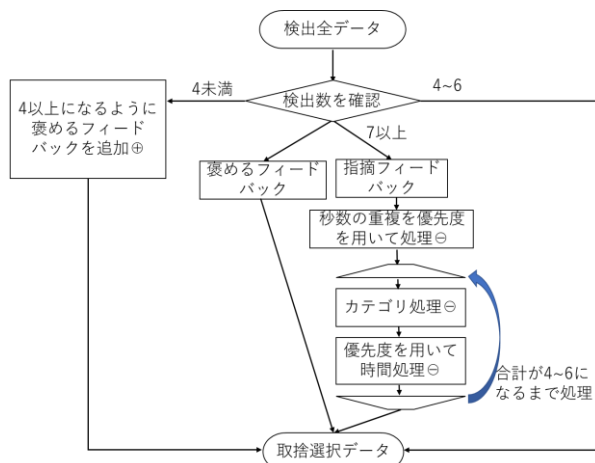 検出全データ
4未満
検出数を確認
4~6
4以上になるように
褒めるフィード
バックを追加⊕
7以上
褒めるフィード
バック
指摘フィード
バック
秒数の重複を優先度
を用いて処理⊖
カテゴリ処理⊖
優先度を用いて
時間処理⊖
合計が4~6に
なるまで処理
取捨選択データ